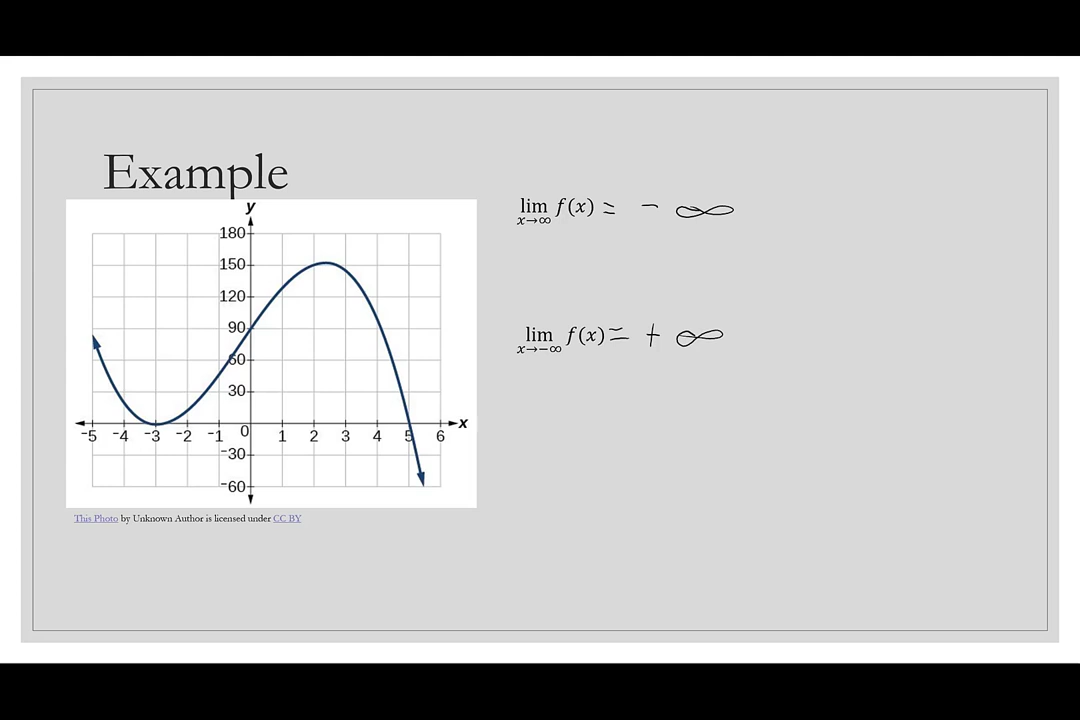 Example
y
180
150
120
90
60
30
0
-30
-60
-5 -4 -3 -2 -1 1 2 3 4 5 6 x
This Photo by Unknown Author is licensed under CC BY
lim f(x) = - ∞
x→∞
lim f(x) = + ∞
x→-∞